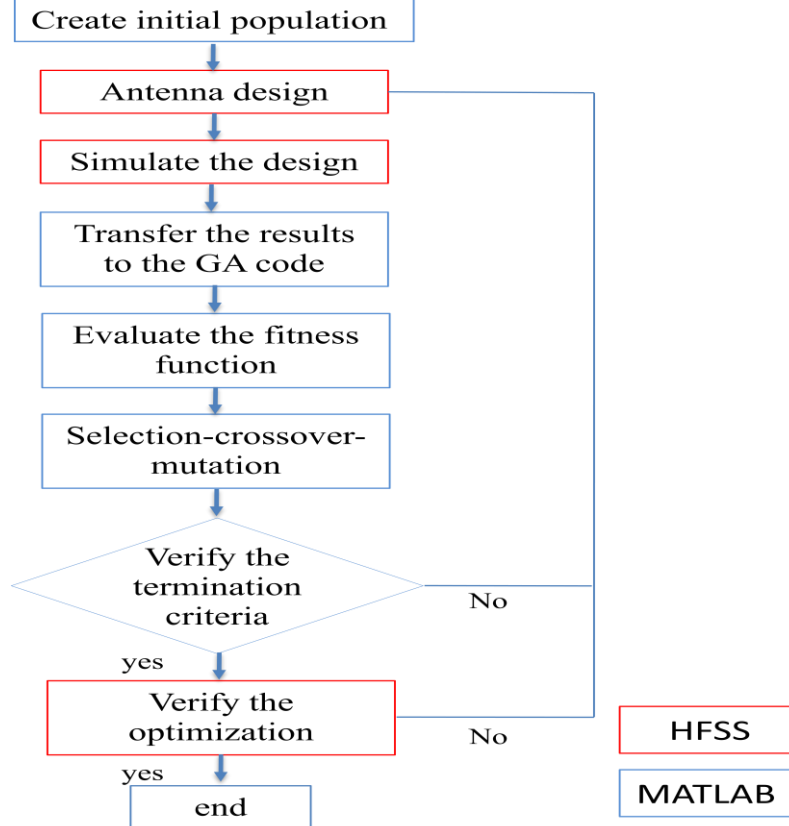 Create initial population
Antenna design
Simulate the design
Transfer the results
to the GA code
Evaluate the fitness
function
Selection-crossover-
mutation
Verify the
termination
criteria
No
yes
Verify the
optimization
No
yes
end
HFSS
MATLAB